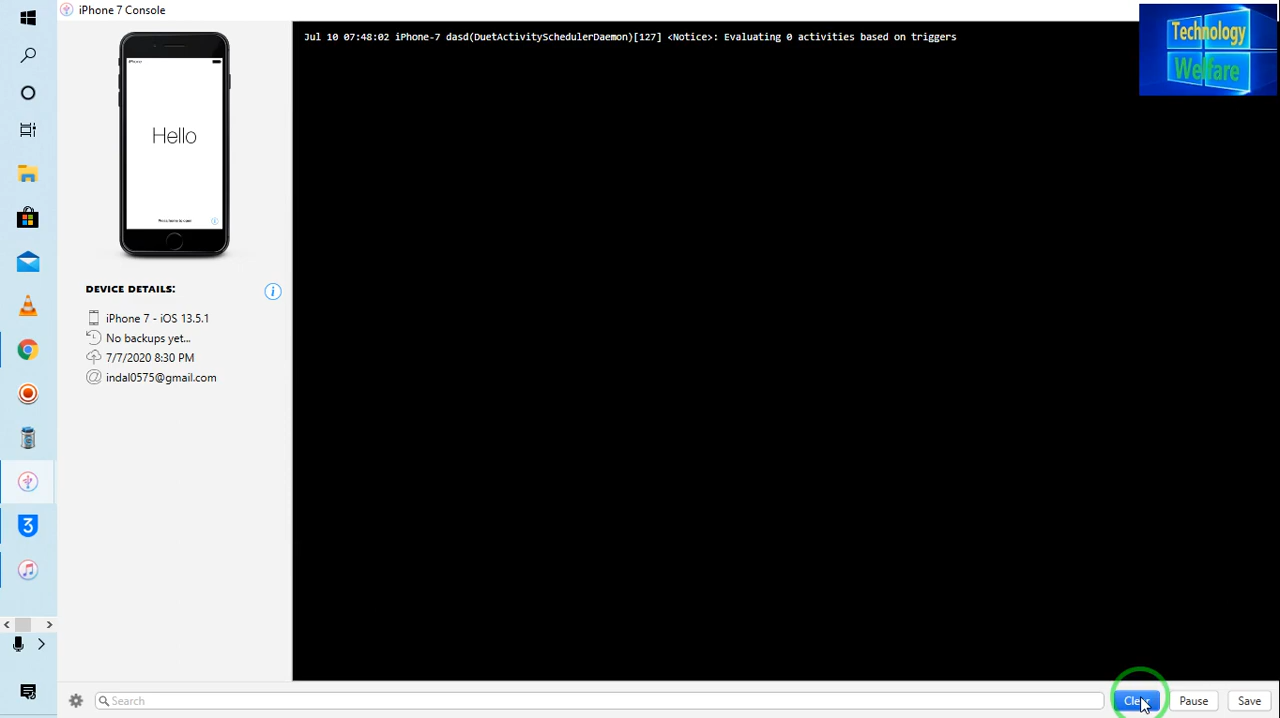 iPhone 7 Console
Technology
Welfare
Jul 10 07:48:02 iPhone-7 dasd(DuetActivitySchedulerDaemon)[127] <Notice>: Evaluating 0 activities based on triggers
Hello
DEVICE DETAILS:
iPhone 7 - iOS 13.5.1
No backups yet...
7/7/2020 8:30 PM
indal0575@gmail.com
Search
Pause
Save